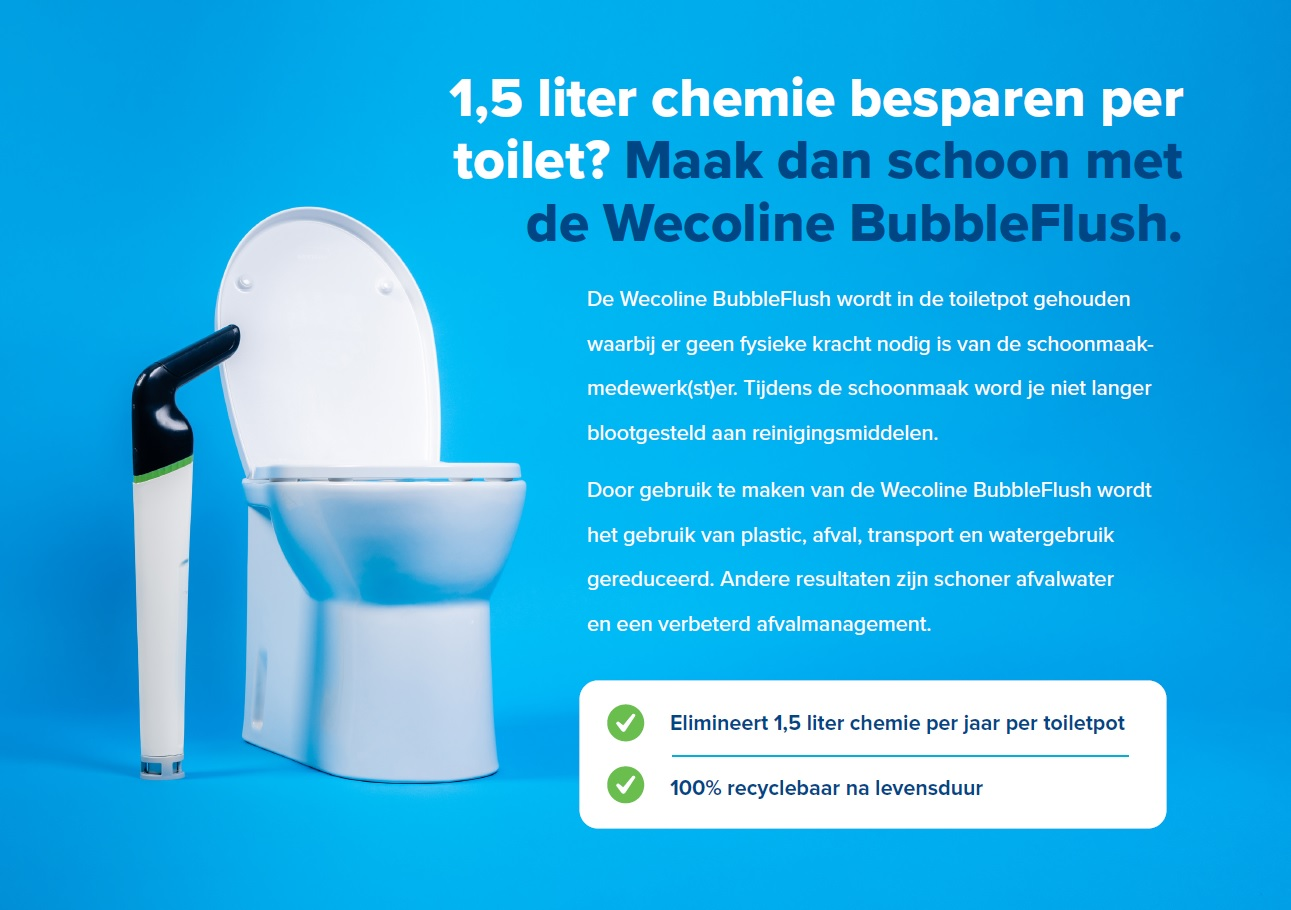 1,5 liter chemie besparen per
toilet? Maak dan schoon met
de Wecoline BubbleFlush.
De Wecoline BubbleFlush wordt in de toiletpot gehouden
waarbij er geen fysieke kracht nodig is van de schoonmaak-
medewerk(st)er. Tijdens de schoonmaak word je niet langer
blootgesteld aan reinigingsmiddelen.
Door gebruik te maken van de Wecoline BubbleFlush wordt
het gebruik van plastic, afval, transport en watergebruik
gereduceerd. Andere resultaten zijn schoner afvalwater
en een verbeterd afvalmanagement.
Elimineert 1,5 liter chemie per jaar per toiletpot
100% recyclebaar na levensduur